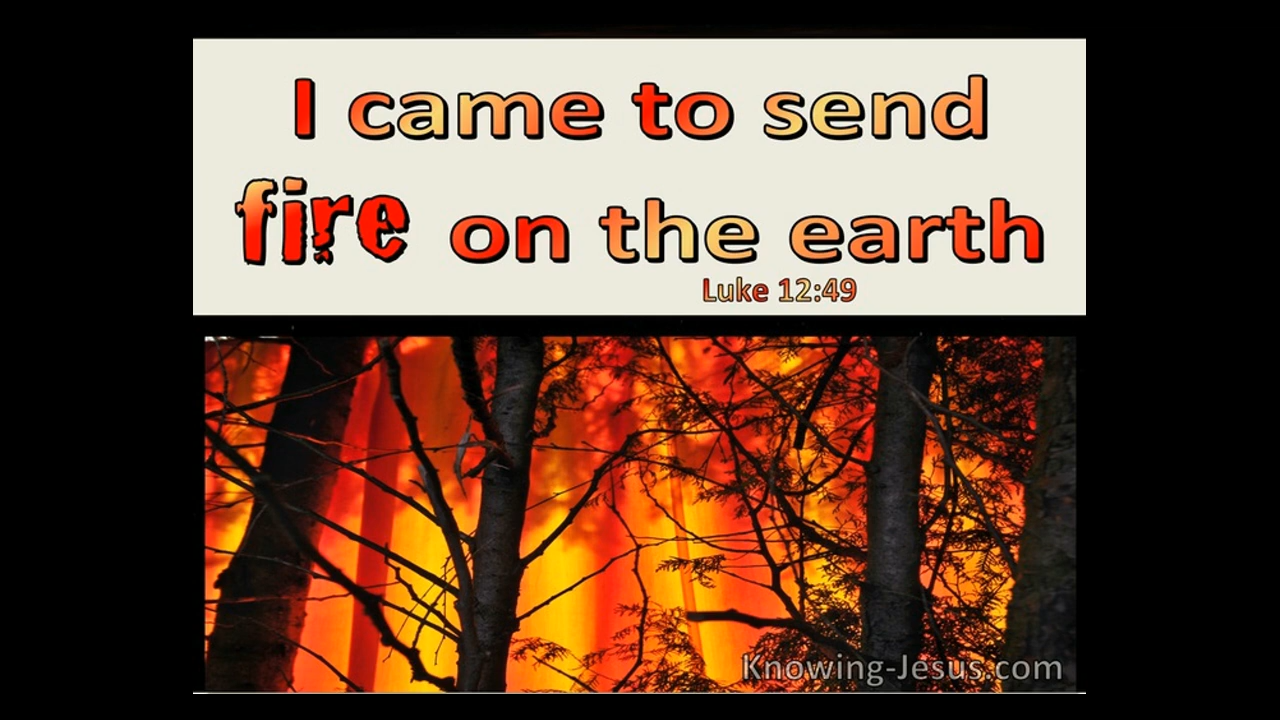 I came to send
fire on the earth
Luke 12:49
Knowing-Jesus.com